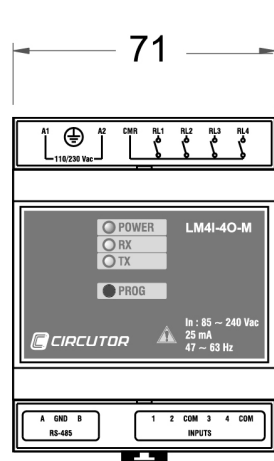 71
A1 A2 CMR RL1 RL2 RL3 RL4
110/230 Vac
POWER LM4I-4O-M
RX
TX
PROG
CIRCUTOR
In : 85 ~ 240 Vac
25 mA
47 ~ 63 Hz
A GND B 1 2 COM 3 4 COM
RS-485 INPUTS